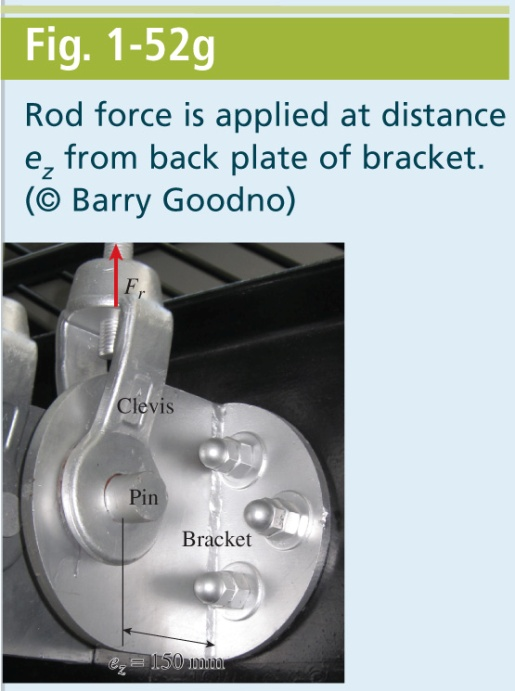 Fig. 1-52g
Rod force is applied at distance
e_z from back plate of bracket.
(© Barry Goodno)
F_r
Clevis
Pin
Bracket
e_z = 150 mm